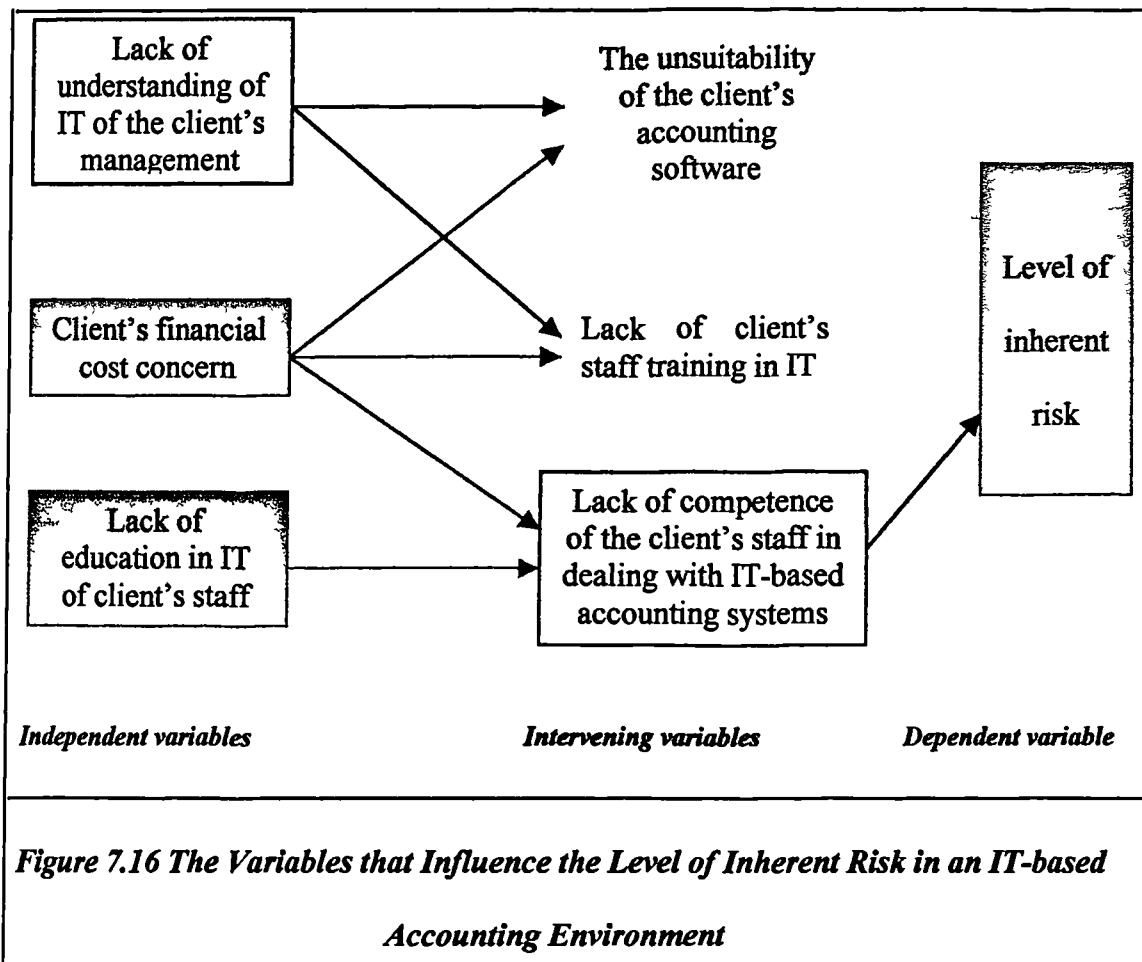 Lack of
understanding of
IT of the client's
management
The unsuitability
of the client's
accounting
software
Client's financial
cost concern
Lack of client's
staff training in IT
Level of
inherent
risk
Lack of
education in IT
of client's staff
Lack of competence
of the client's staff in
dealing with IT-based
accounting systems
Independent variables
Intervening variables
Dependent variable
Figure 7.16 The Variables that Influence the Level of Inherent Risk in an IT-based
Accounting Environment